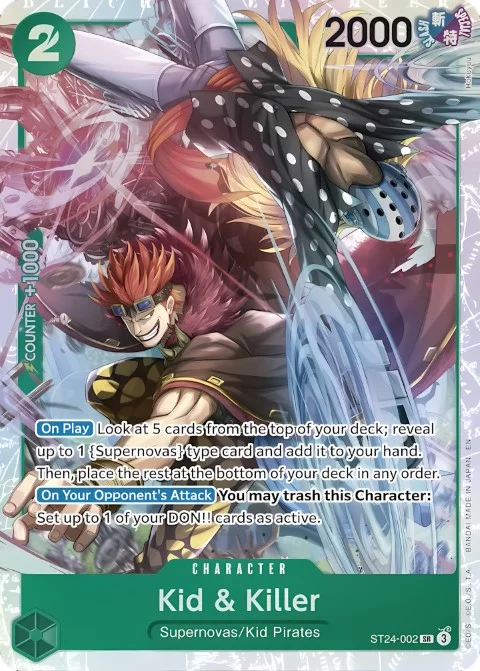 2
2000
斬
特
SLASH
SPECIAL
COUNTER +1000
On Play Look at 5 cards from the top of your deck; reveal
up to 1 {Supernovas} type card and add it to your hand.
Then, place the rest at the bottom of your deck in any order.
On Your Opponent's Attack You may trash this Character:
Set up to 1 of your DON!! cards as active.
CHARACTER
Kid & Killer
Supernovas/Kid Pirates
ST24-002 SR 3
BANDAI MADE IN JAPAN EN